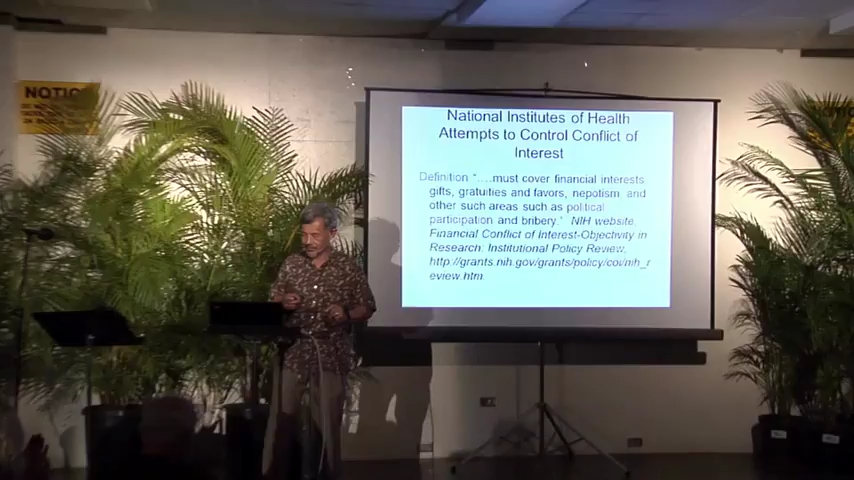 NOTICE
National Institutes of Health
Attempts to Control Conflict of
Interest
Definition "....must cover financial interests
gifts, gratuities and favors, nepotism and
other such areas such as political
participation and bribery." NIH website,
Financial Conflict of Interest-Objectivity in
Research: Institutional Policy Review,
http://grants.nih.gov/grants/policy/coi/nih_r
eview.htm.